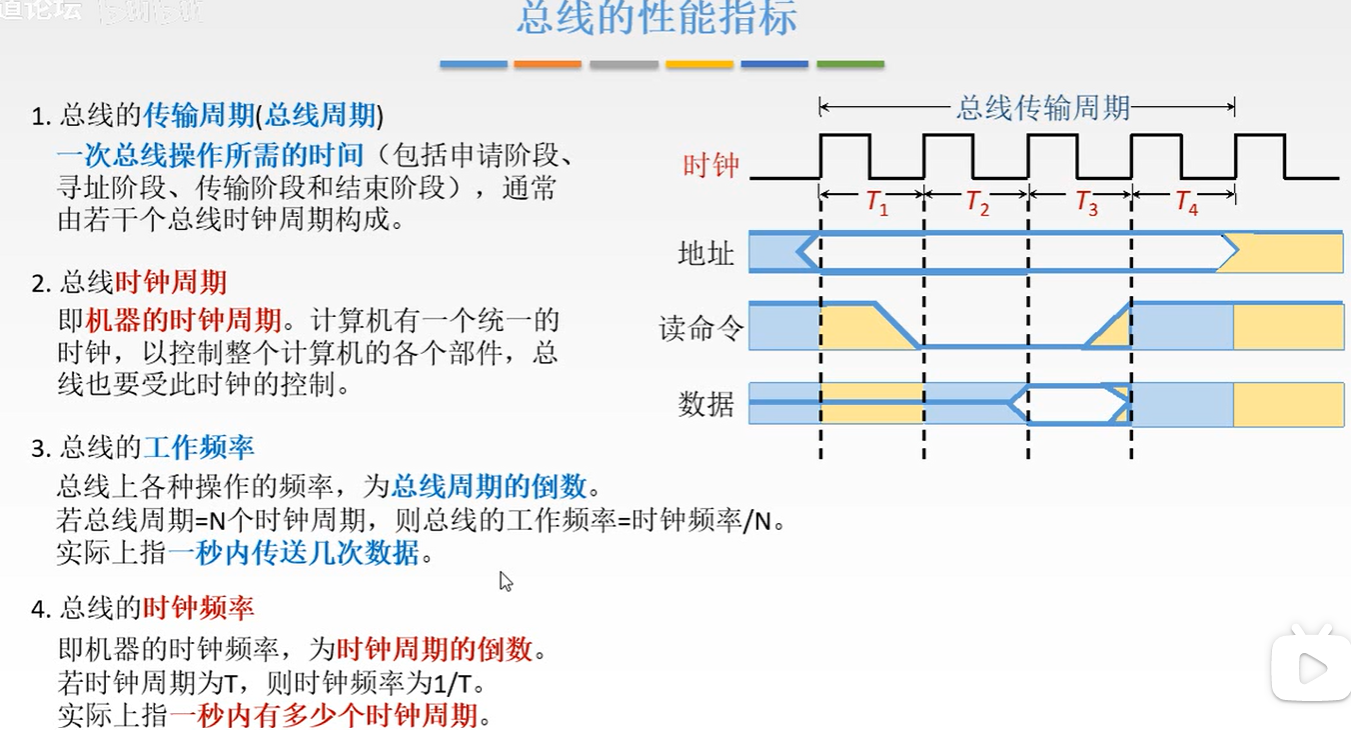 道论坛
总线的性能指标
1. 总线的传输周期(总线周期)
一次总线操作所需的时间（包括申请阶段、
寻址阶段、传输阶段和结束阶段），通常
由若干个总线时钟周期构成。
2. 总线时钟周期
即机器的时钟周期。计算机有一个统一的
时钟，以控制整个计算机的各个部件，总
线也要受此时钟的控制。
3. 总线的工作频率
总线上各种操作的频率，为总线周期的倒数。
若总线周期=N个时钟周期，则总线的工作频率=时钟频率/N。
实际上指一秒内传送几次数据。
4. 总线的时钟频率
即机器的时钟频率，为时钟周期的倒数。
若时钟周期为T，则时钟频率为1/T。
实际上指一秒内有多少个时钟周期。
总线传输周期
时钟
T1 T2 T3 T4
地址
读命令
数据